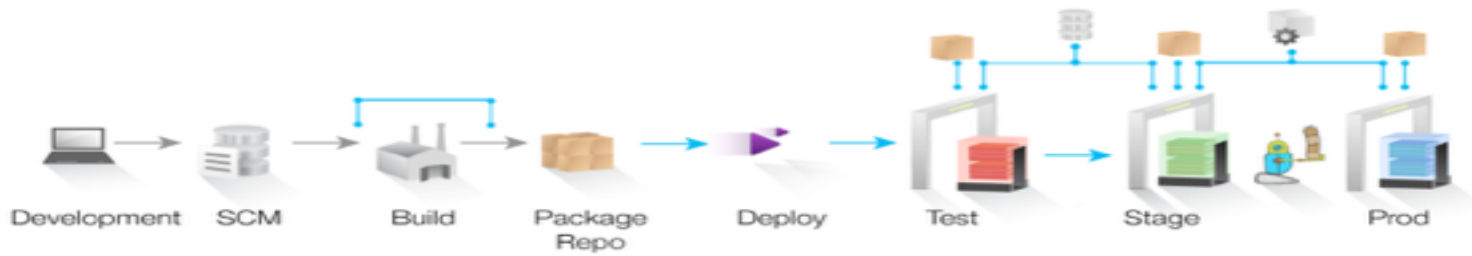 Development
SCM
Build
Package
Repo
Deploy
Test
Stage
Prod